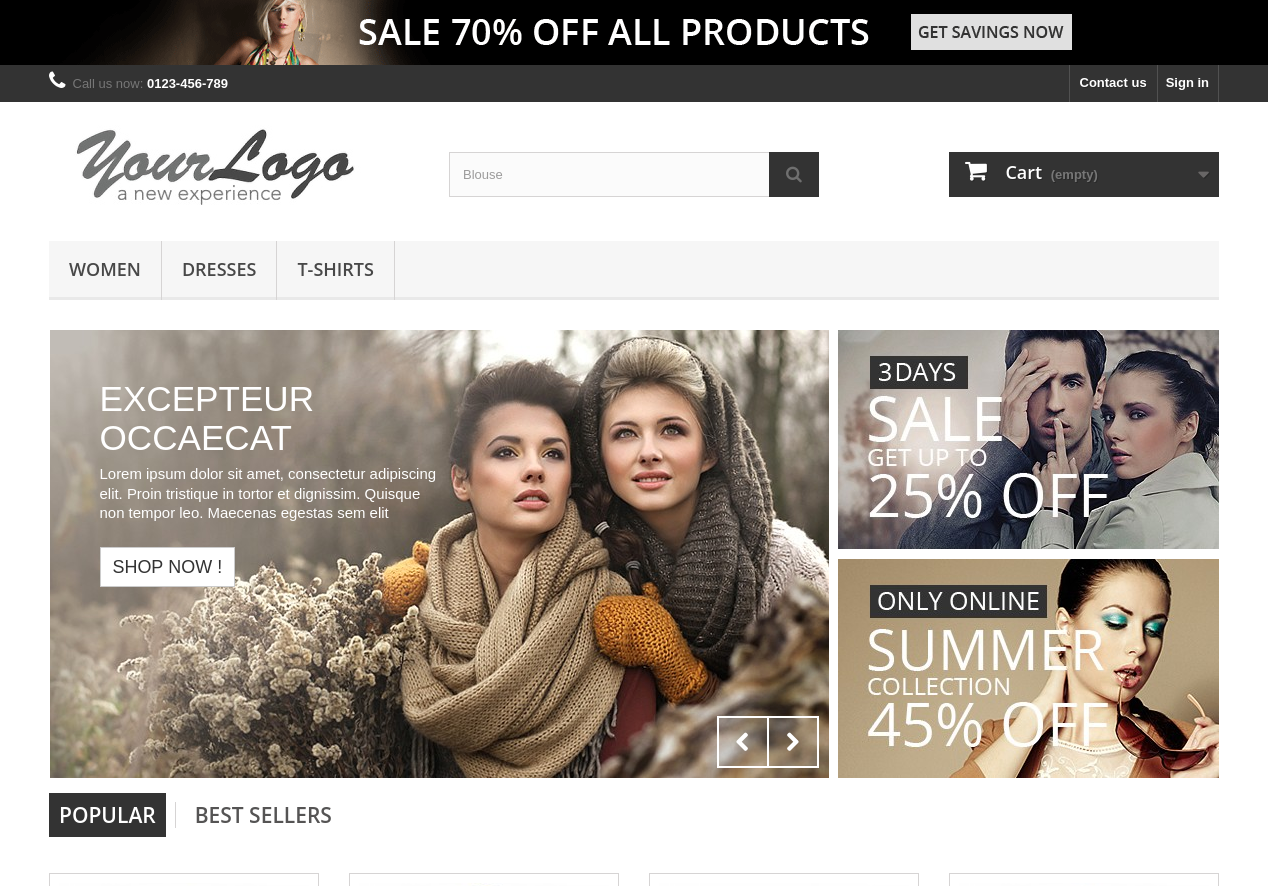 SALE 70% OFF ALL PRODUCTS
GET SAVINGS NOW
Call us now: 0123-456-789
Contact us
Sign in
Your Logo
a new experience
Blouse
Cart (empty)
WOMEN
DRESSES
T-SHIRTS
EXCEPTEUR
OCCAECAT
Lorem ipsum dolor sit amet, consectetur adipiscing
elit. Proin tristique in tortor et dignissim. Quisque
non tempor leo. Maecenas egestas sem elit
SHOP NOW !
3 DAYS
SALE
GET UP TO
25% OFF
ONLY ONLINE
SUMMER
COLLECTION
45% OFF
POPULAR
BEST SELLERS